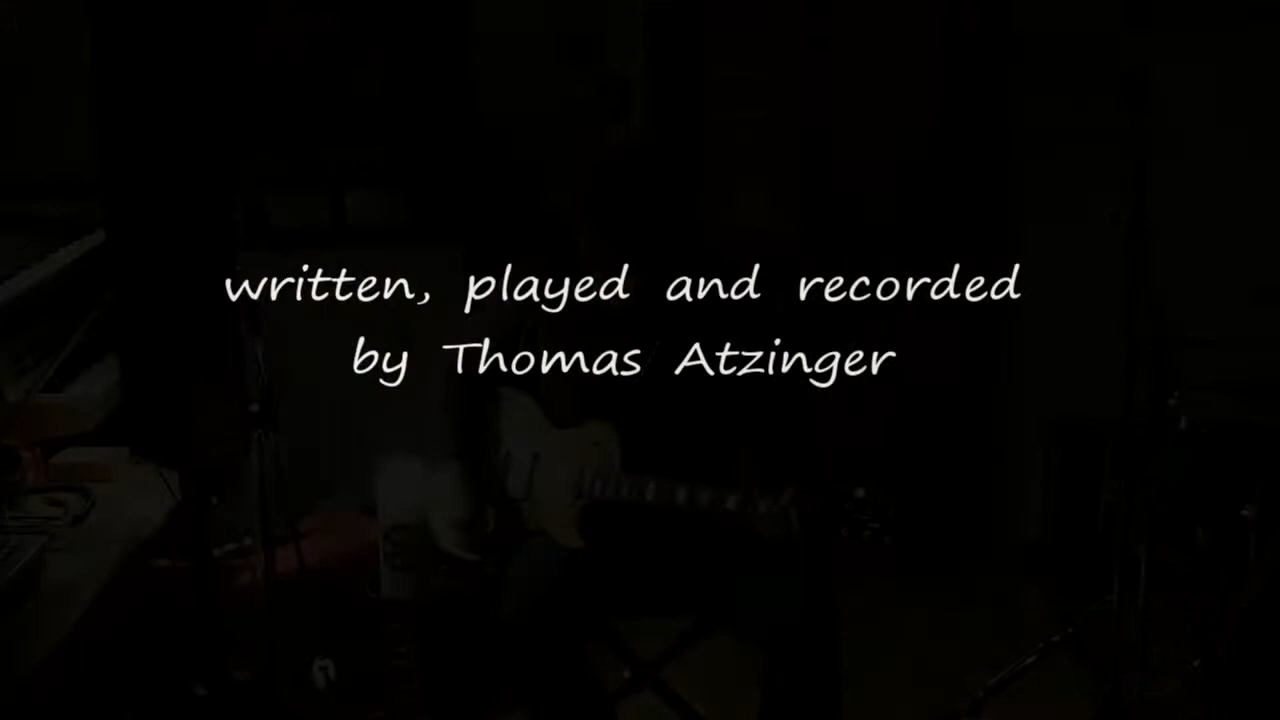 written, played and recorded
by Thomas Atzinger